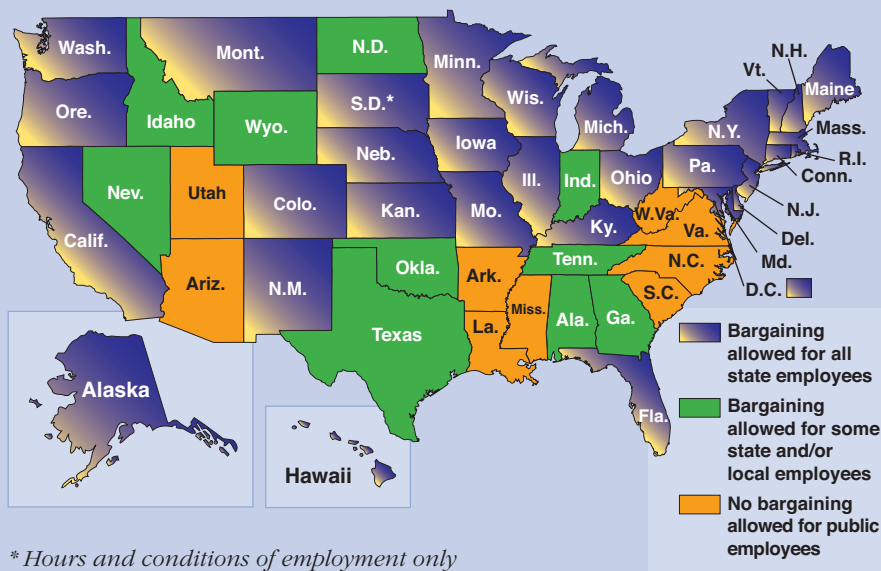 Wash.
Mont.
N.D.
Minn.
N.H.
Vt.
Maine
Ore.
Idaho
Wyo.
S.D.*
Wis.
Mich.
N.Y.
Mass.
R.I.
Conn.
Nev.
Utah
Colo.
Neb.
Iowa
Ill.
Ind.
Ohio
Pa.
N.J.
Calif.
Kan.
Mo.
Ky.
W.Va.
Va.
Del.
Md.
D.C.
Ariz.
N.M.
Okla.
Ark.
Tenn.
N.C.
S.C.
Texas
La.
Miss.
Ala.
Ga.
Fla.
Alaska
Hawaii
Bargaining
allowed for all
state employees
Bargaining
allowed for some
state and/or
local employees
No bargaining
allowed for public
employees
* Hours and conditions of employment only